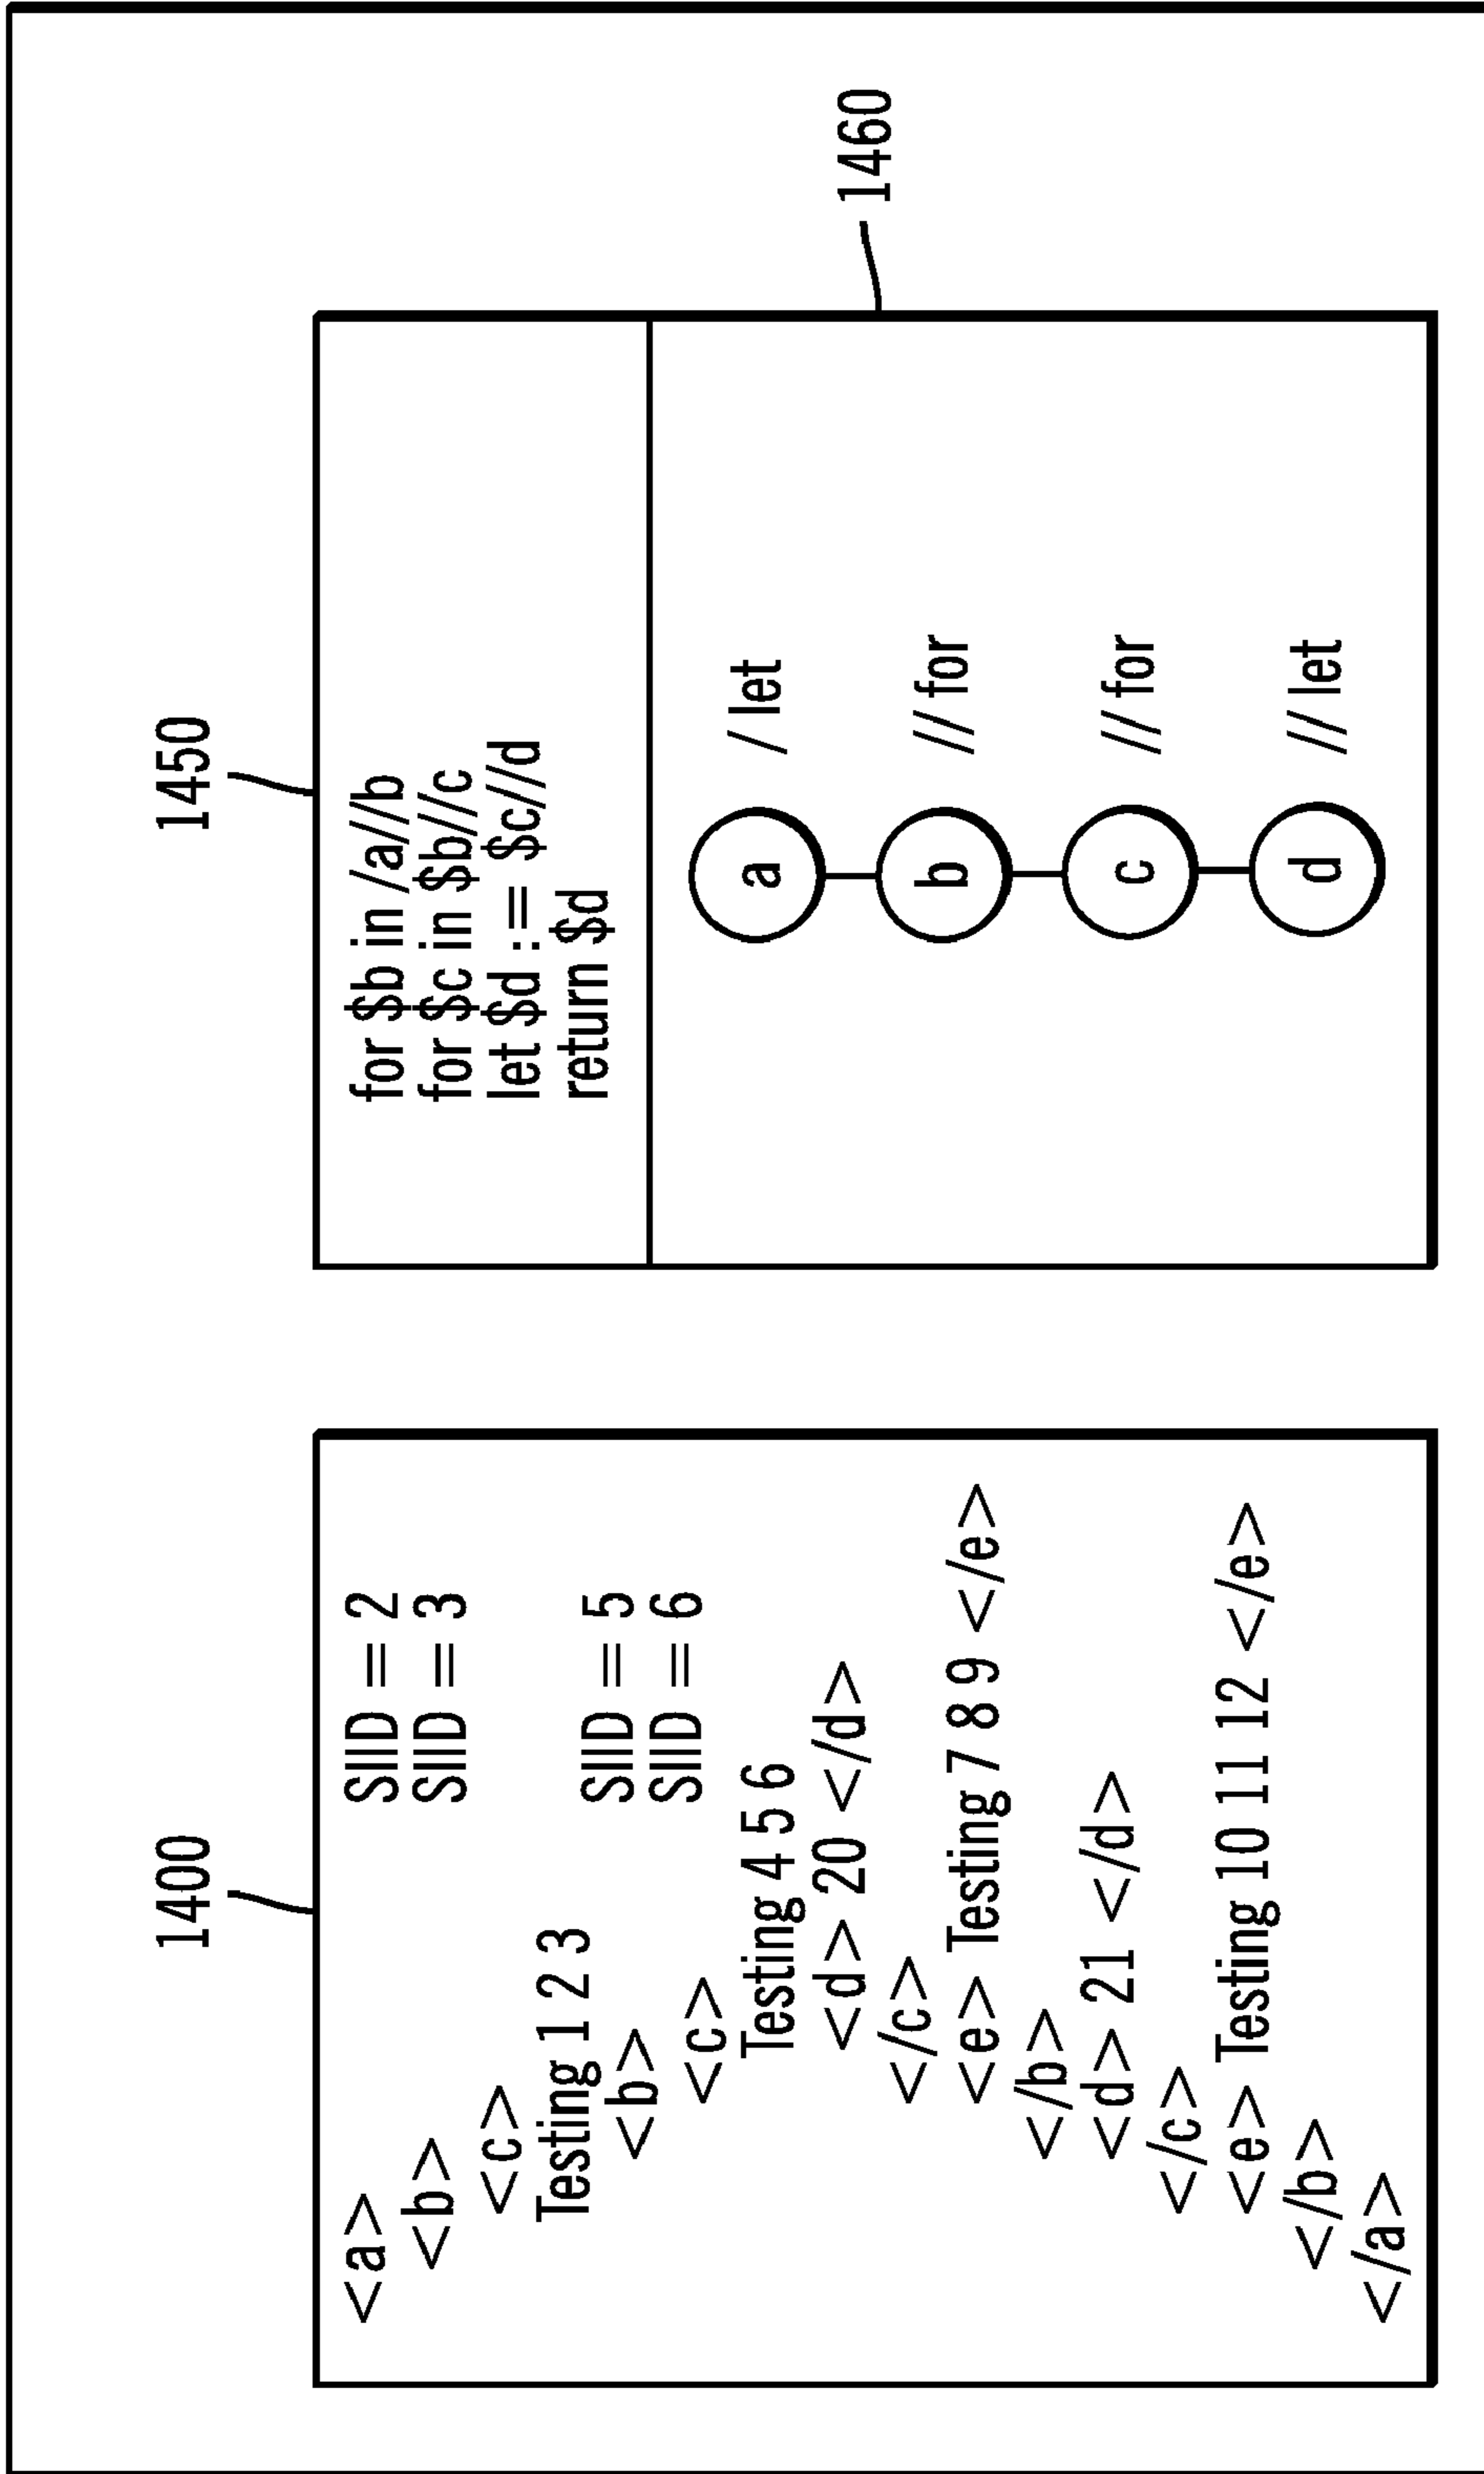 1400
<a> SIID = 2
<b> SIID = 3
<c>
Testing 1 2 3
<b> SIID = 5
<c> SIID = 6
Testing 4 5 6
<d> 20 </d>
</c>
<e> Testing 7 8 9 </e>
</b>
<d> 21 </d>
</c>
<e> Testing 10 11 12 </e>
</b>
</a>
1450
for $b in /a//b
for $c in $b//c
let $d := $c//d
return $d
1460
a / let
b // for
c // for
d // let